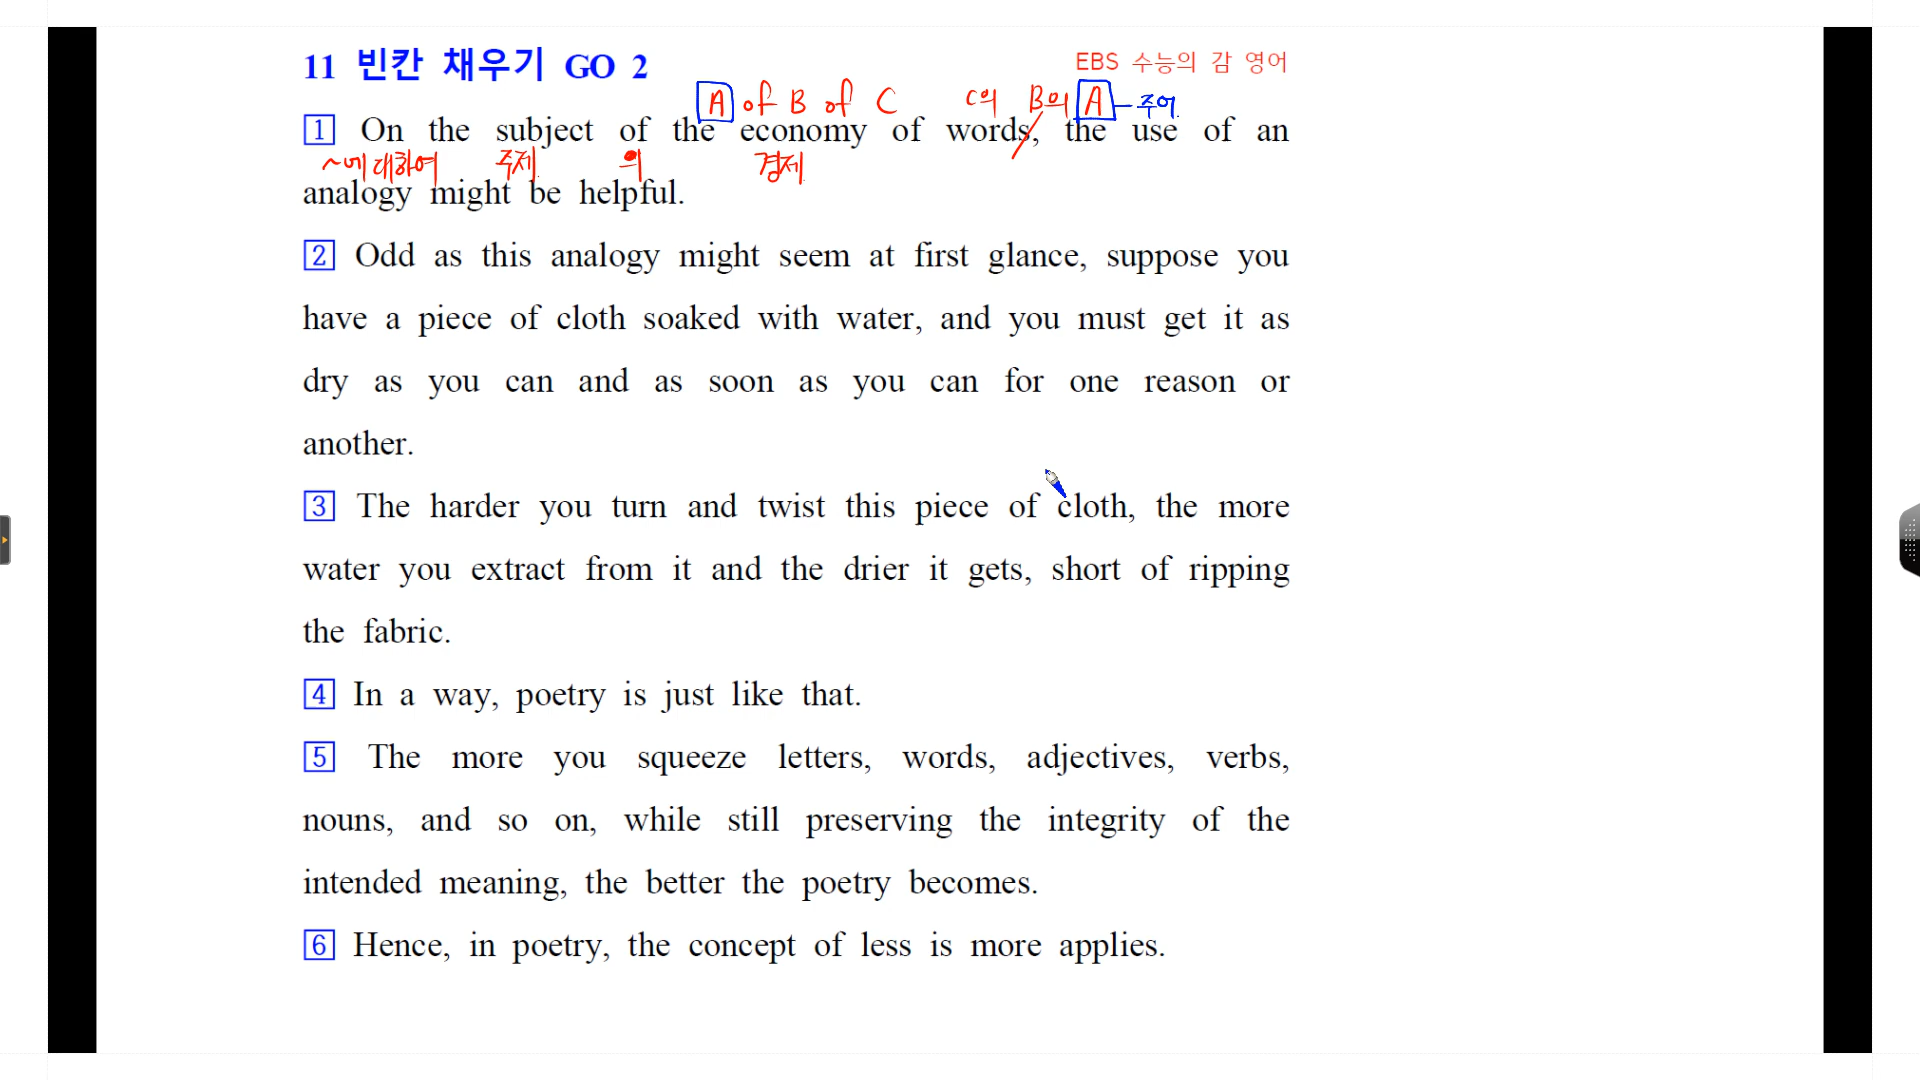 11 빈칸 채우기 GO 2
EBS 수능의 감 영어
A of B of C C의 B의 A - 주어
1 On the subject of the economy of words, the use of an
~에 대하여 주제 의 경제
analogy might be helpful.
2 Odd as this analogy might seem at first glance, suppose you
have a piece of cloth soaked with water, and you must get it as
dry as you can and as soon as you can for one reason or
another.
3 The harder you turn and twist this piece of cloth, the more
water you extract from it and the drier it gets, short of ripping
the fabric.
4 In a way, poetry is just like that.
5 The more you squeeze letters, words, adjectives, verbs,
nouns, and so on, while still preserving the integrity of the
intended meaning, the better the poetry becomes.
6 Hence, in poetry, the concept of less is more applies.